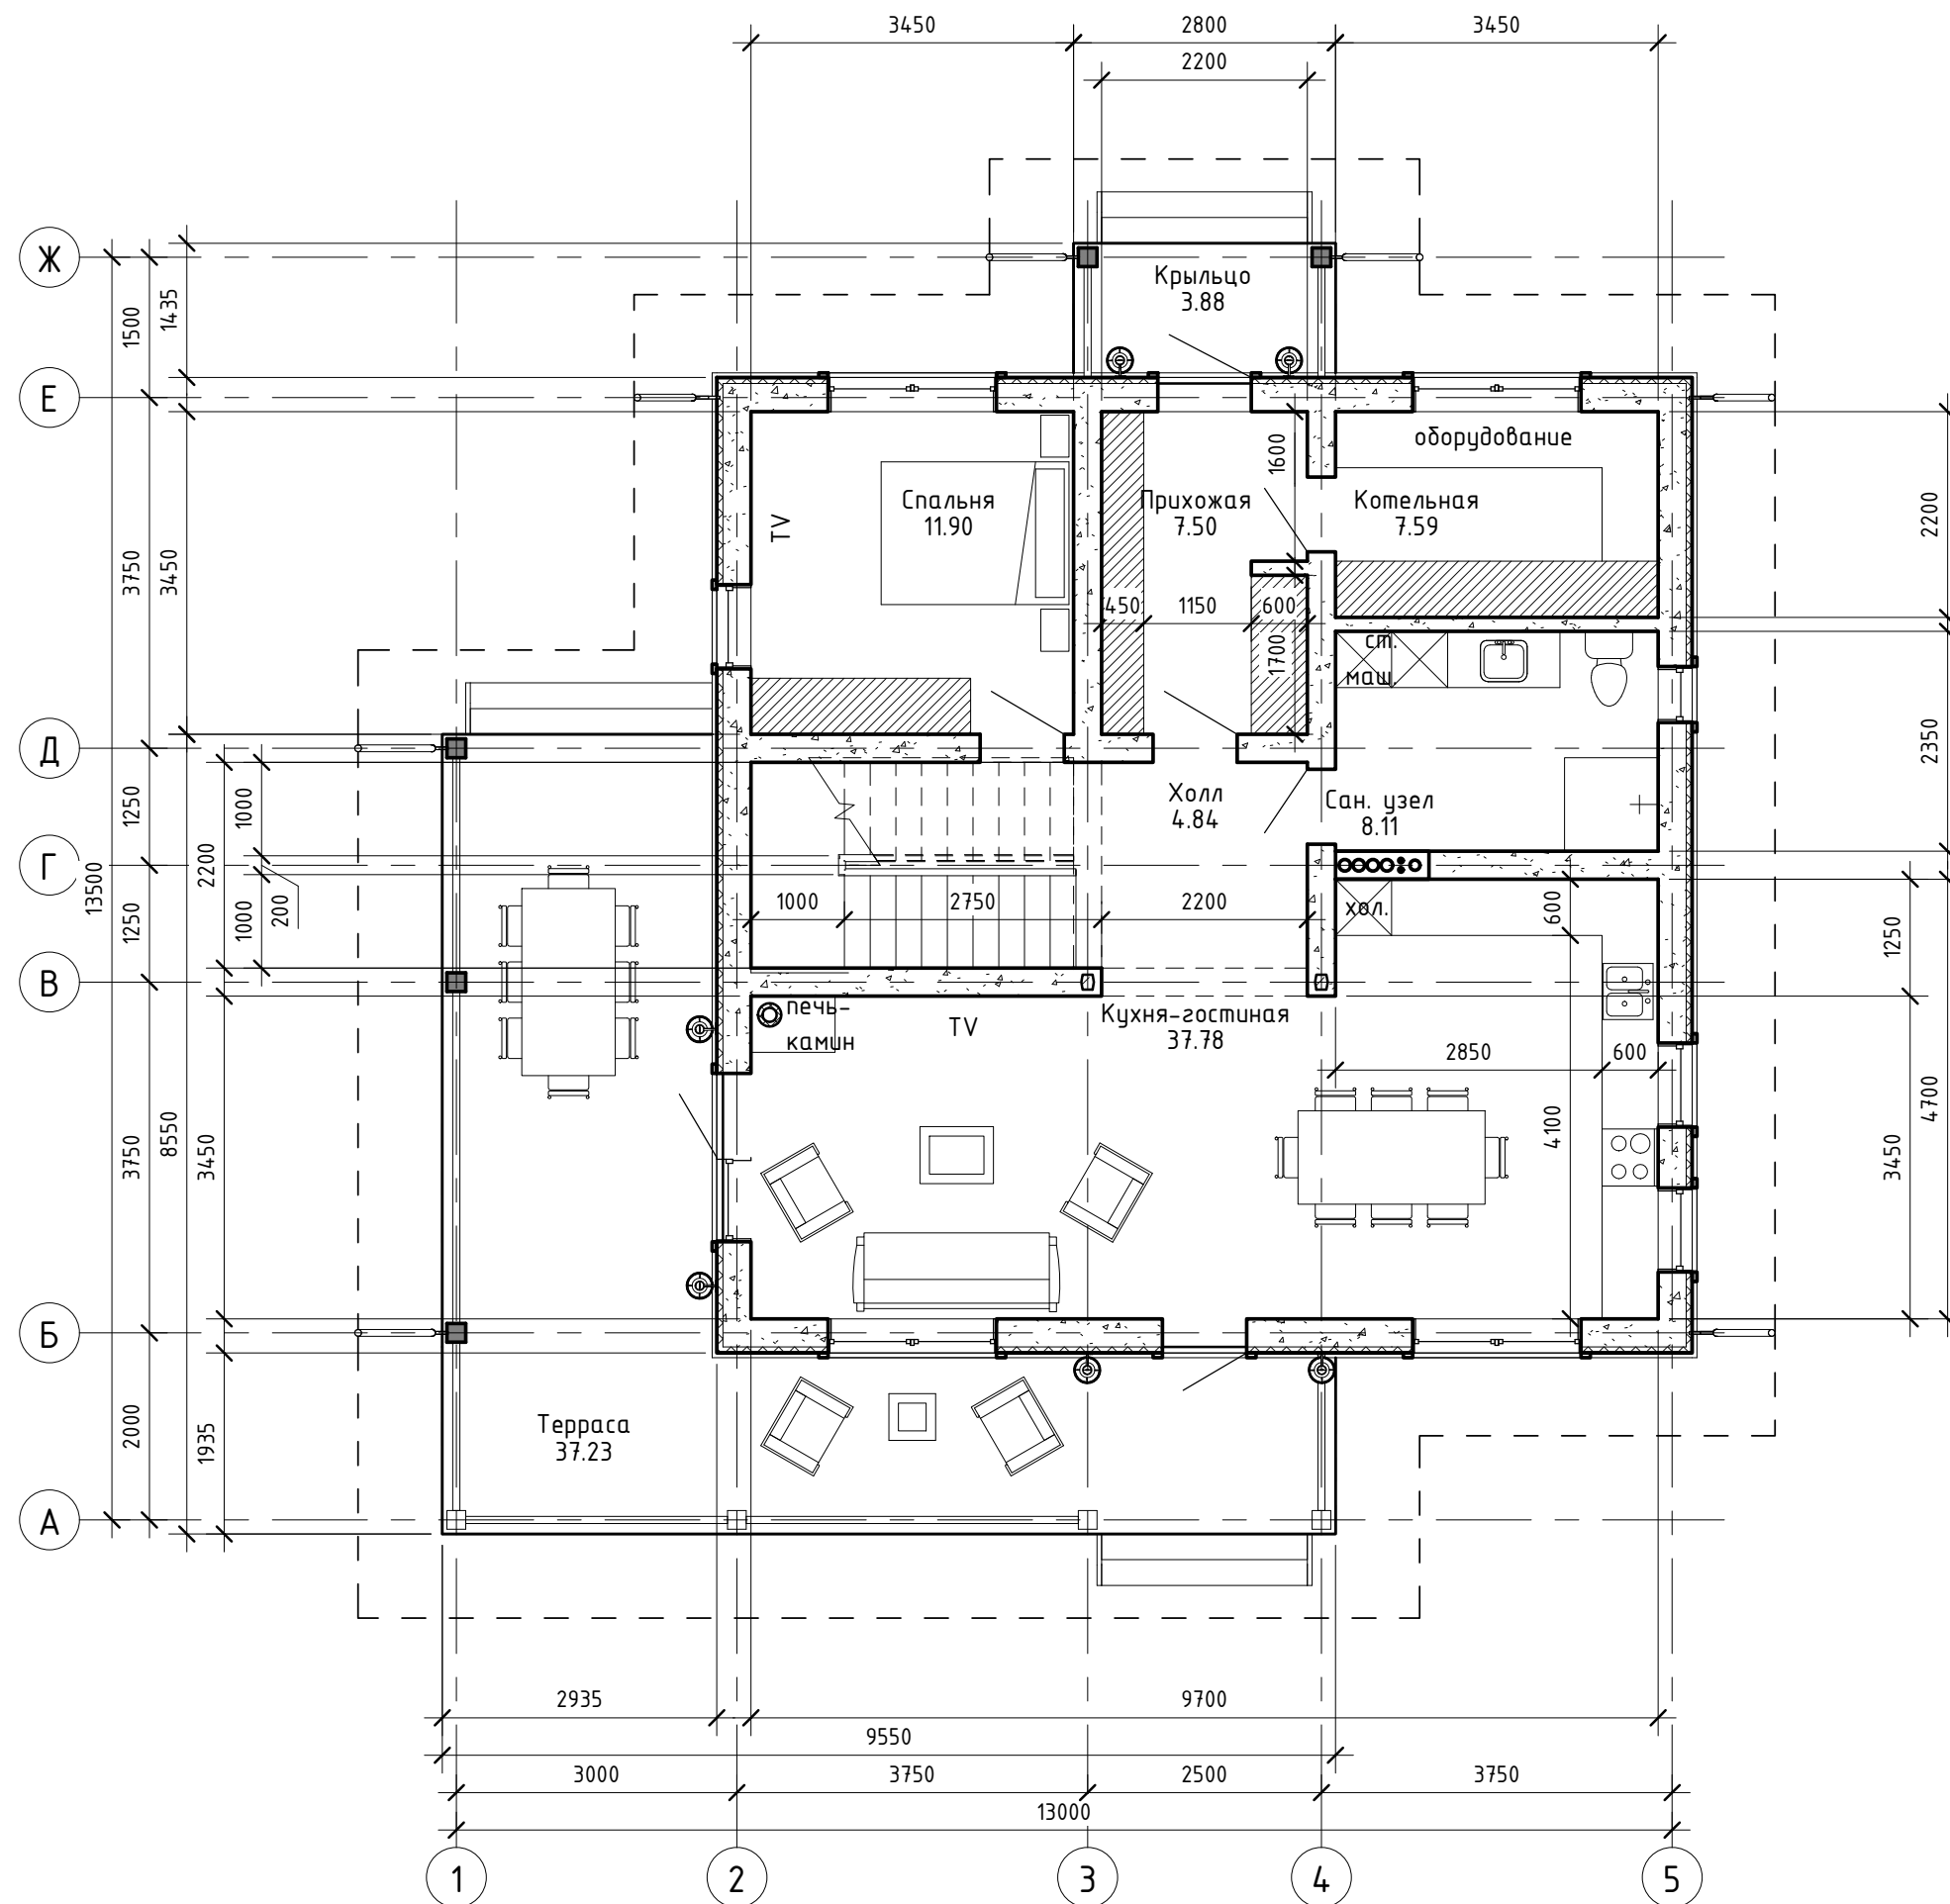 3450
2800
3450
2200
Ж
Крыльцо
3.88
1435
1500
Е
оборудование
1600
Спальня
11.90
Прихожая
7.50
Котельная
7.59
TV
2200
3750
3450
450
1150
600
1700
ст.
маш.
2350
Д
Холл
4.84
Сан. узел
8.11
1250
1000
2200
Г
13500
1250
1000
200
1000
2750
2200
хол.
600
1250
В
печь-
камин
TV
Кухня-гостиная
37.78
2850
600
4700
3750
8550
3450
4100
3450
Б
2000
1935
Терраса
37.23
А
2935
9700
9550
3000
3750
2500
3750
13000
1
2
3
4
5